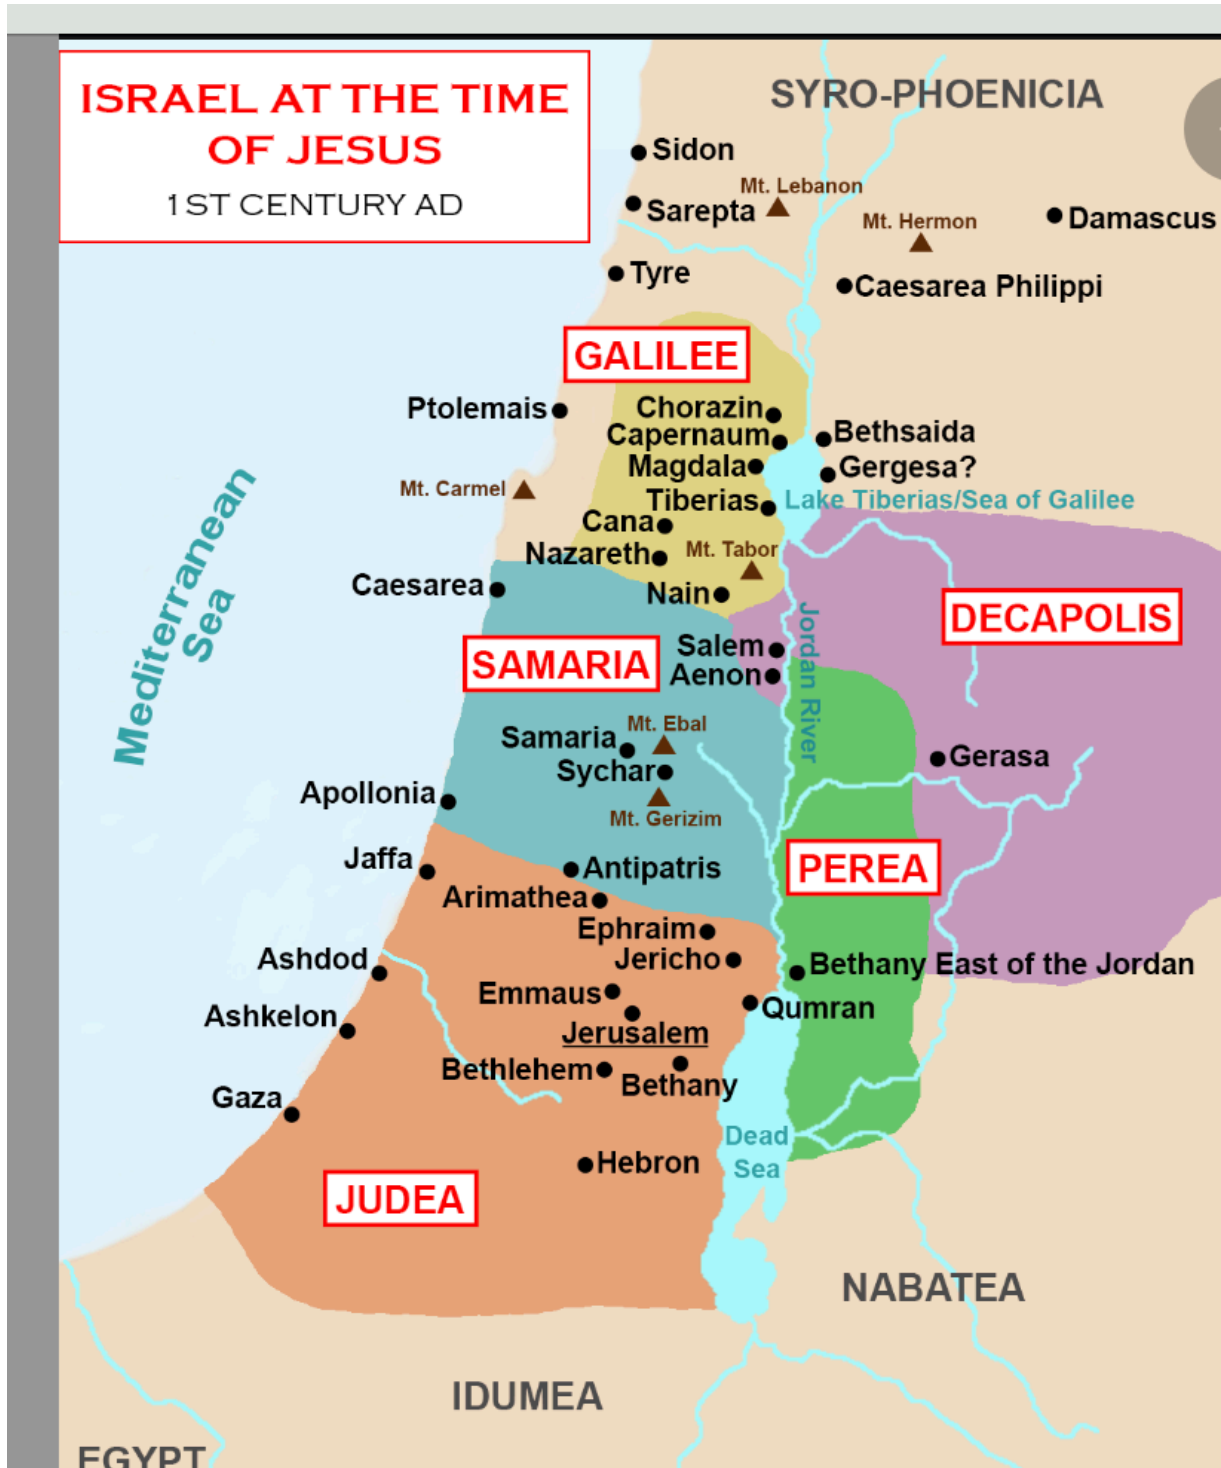 ISRAEL AT THE TIME
OF JESUS
1ST CENTURY AD
SYRO-PHOENICIA
Sidon
Mt. Lebanon
Sarepta
Mt. Hermon
Damascus
Tyre
Caesarea Philippi
GALILEE
Ptolemais
Chorazin
Capernaum
Bethsaida
Magdala
Gergesa?
Mt. Carmel
Tiberias
Lake Tiberias/Sea of Galilee
Cana
Nazareth
Mt. Tabor
Mediterranean
Sea
Caesarea
Nain
DECAPOLIS
Jordan River
SAMARIA
Salem
Aenon
Mt. Ebal
Samaria
Sychar
Gerasa
Apollonia
Mt. Gerizim
Jaffa
Antipatris
PEREA
Arimathea
Ephraim
Jericho
Ashdod
Bethany East of the Jordan
Emmaus
Qumran
Ashkelon
Jerusalem
Bethlehem
Bethany
Gaza
Dead
Sea
Hebron
JUDEA
NABATEA
IDUMEA
EGYPT